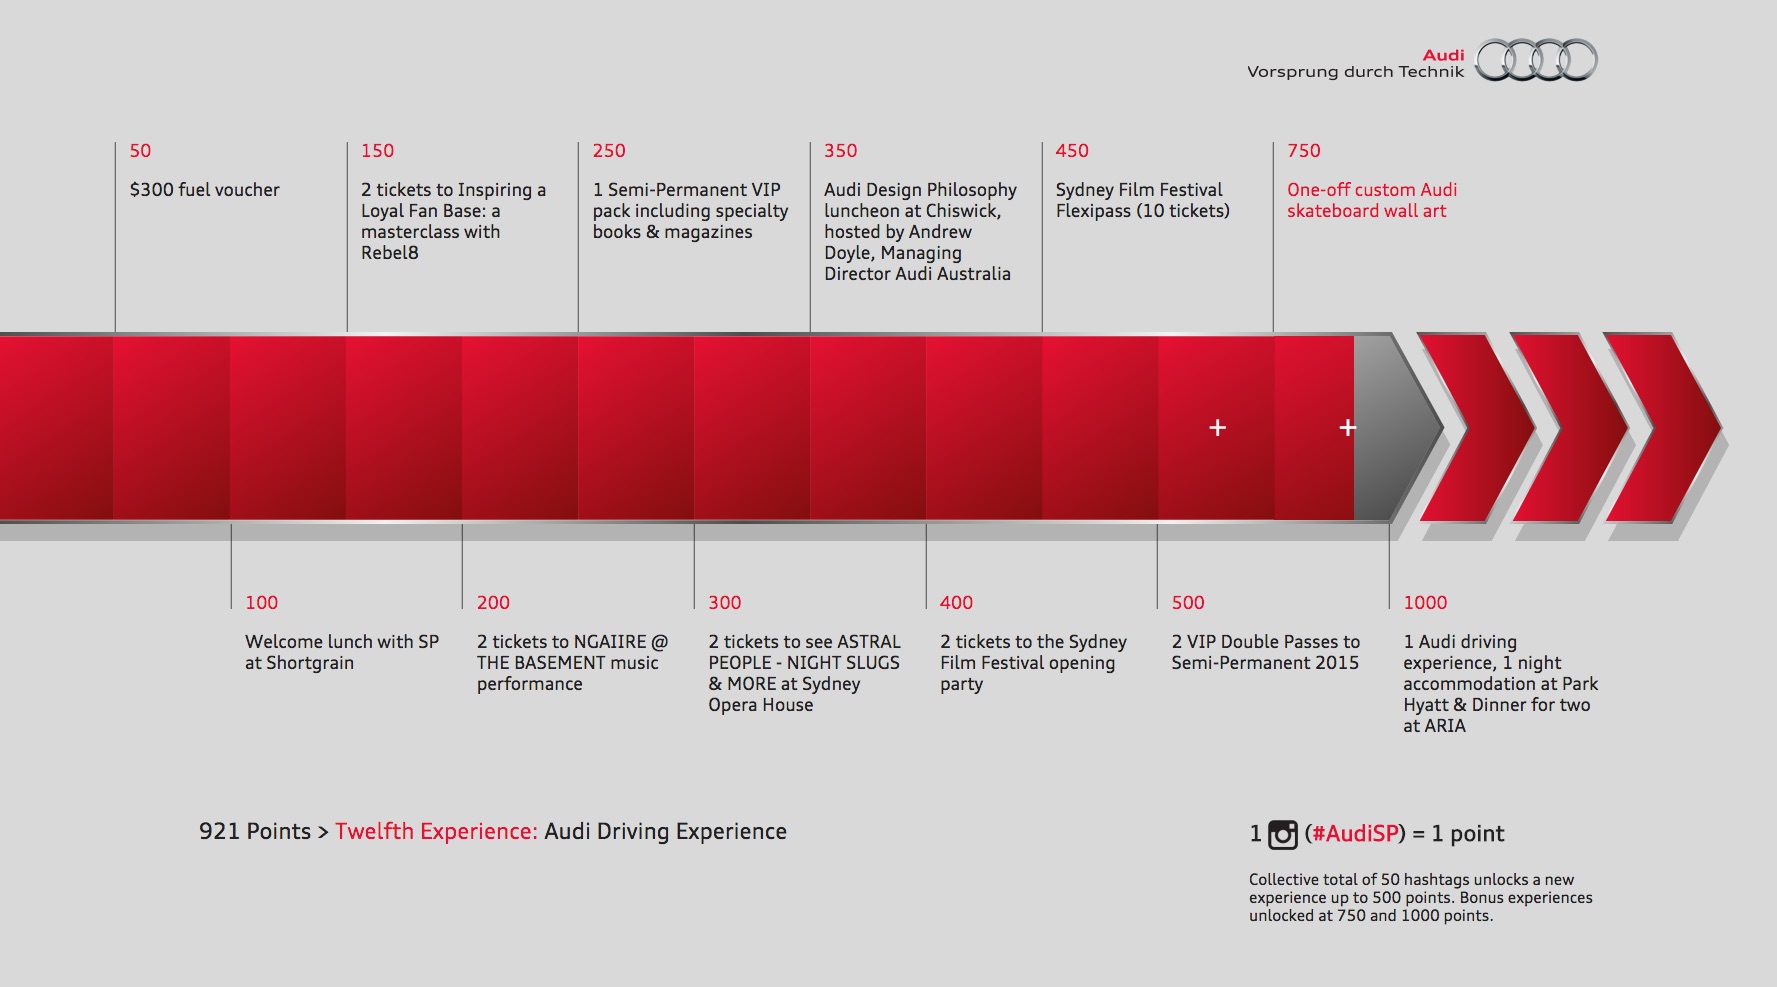 Audi
Vorsprung durch Technik
50
$300 fuel voucher
150
2 tickets to Inspiring a
Loyal Fan Base: a
masterclass with
Rebel8
250
1 Semi-Permanent VIP
pack including specialty
books & magazines
350
Audi Design Philosophy
luncheon at Chiswick,
hosted by Andrew
Doyle, Managing
Director Audi Australia
450
Sydney Film Festival
Flexipass (10 tickets)
750
One-off custom Audi
skateboard wall art
+
+
100
Welcome lunch with SP
at Shortgrain
200
2 tickets to NGAIIRE @
THE BASEMENT music
performance
300
2 tickets to see ASTRAL
PEOPLE - NIGHT SLUGS
& MORE at Sydney
Opera House
400
2 tickets to the Sydney
Film Festival opening
party
500
2 VIP Double Passes to
Semi-Permanent 2015
1000
1 Audi driving
experience, 1 night
accommodation at Park
Hyatt & Dinner for two
at ARIA
921 Points > Twelfth Experience: Audi Driving Experience
1 (#AudiSP) = 1 point
Collective total of 50 hashtags unlocks a new
experience up to 500 points. Bonus experiences
unlocked at 750 and 1000 points.